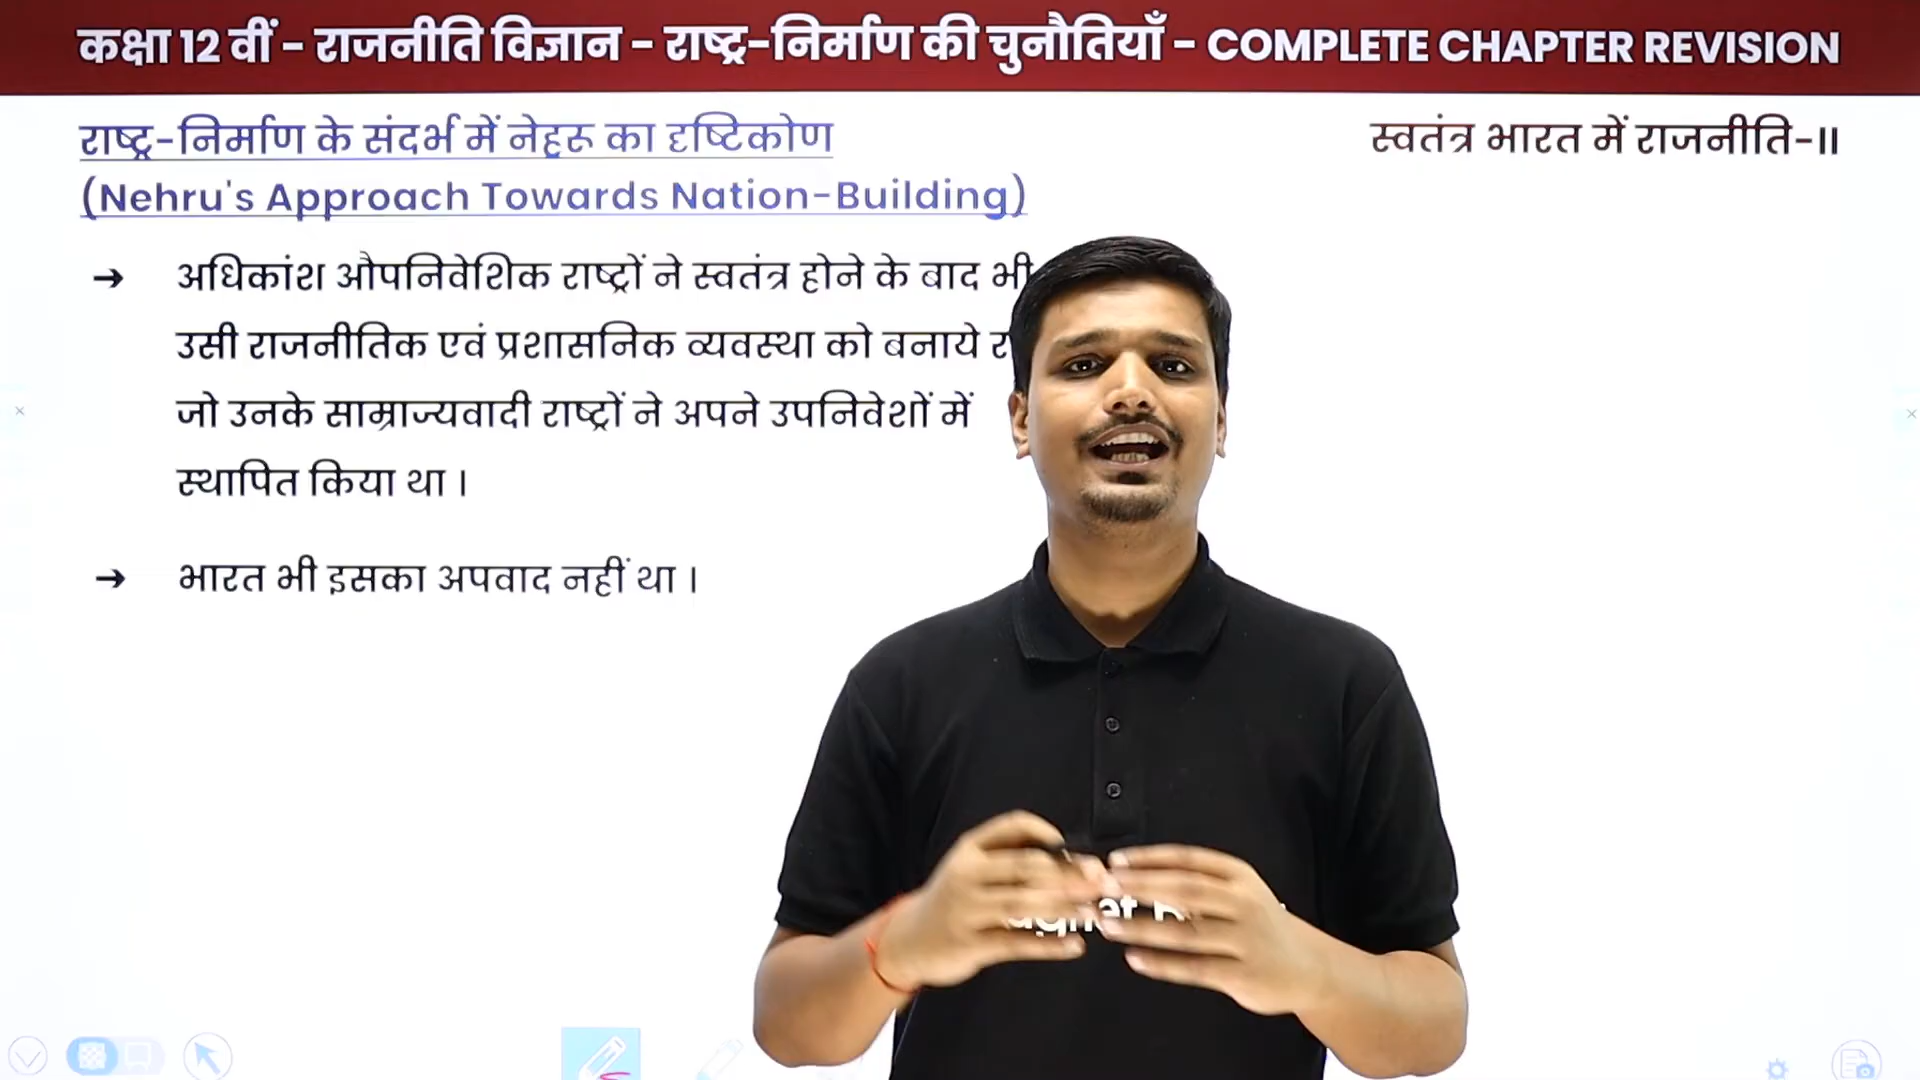 कक्षा 12 वीं - राजनीति विज्ञान - राष्ट्र-निर्माण की चुनौतियाँ - COMPLETE CHAPTER REVISION
राष्ट्र-निर्माण के संदर्भ में नेहरू का दृष्टिकोण
स्वतंत्र भारत में राजनीति-II
(Nehru's Approach Towards Nation-Building)
➔ अधिकांश औपनिवेशिक राष्ट्रों ने स्वतंत्र होने के बाद भी
उसी राजनीतिक एवं प्रशासनिक व्यवस्था को बनाये
जो उनके साम्राज्यवादी राष्ट्रों ने अपने उपनिवेशों में
स्थापित किया था ।
➔ भारत भी इसका अपवाद नहीं था ।